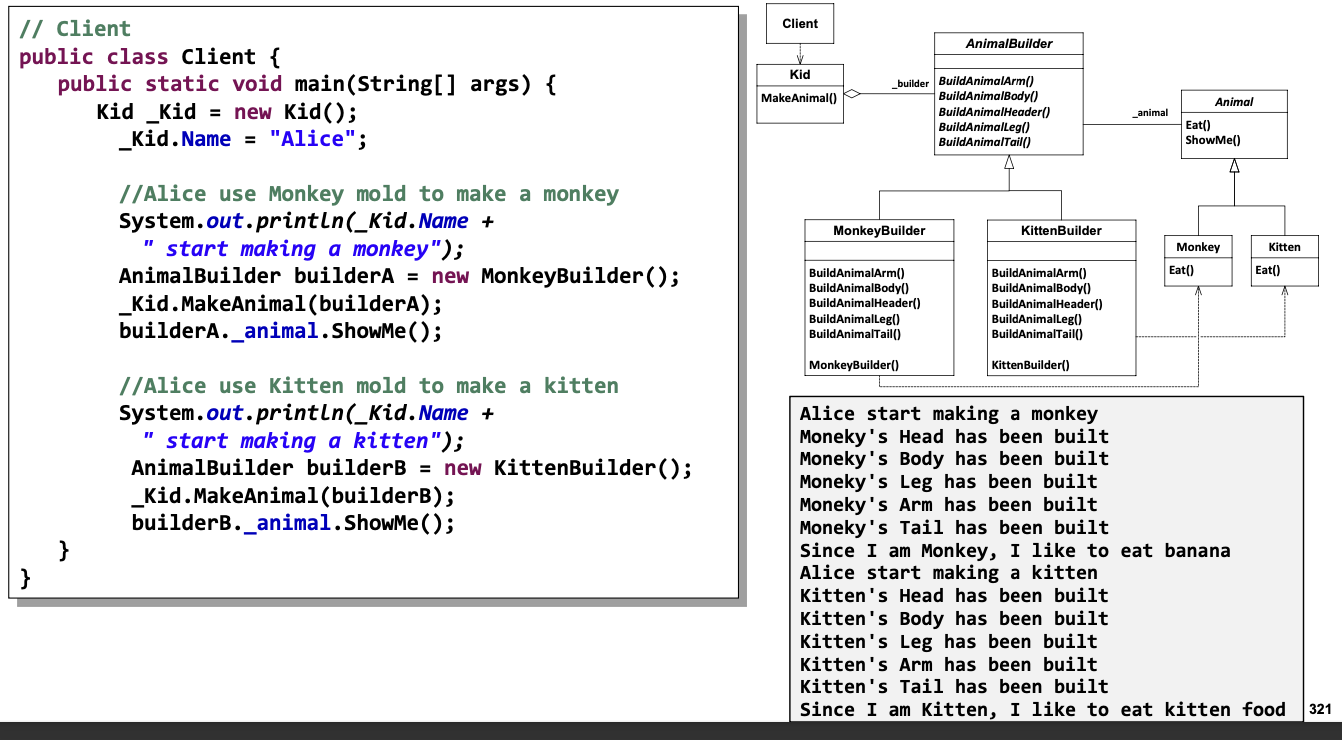 // Client
public class Client {
public static void main(String[] args) {
Kid _Kid = new Kid();
_Kid.Name = "Alice";
//Alice use Monkey mold to make a monkey
System.out.println(_Kid.Name +
" start making a monkey");
AnimalBuilder builderA = new MonkeyBuilder();
_Kid.MakeAnimal(builderA);
builderA._animal.ShowMe();
//Alice use Kitten mold to make a kitten
System.out.println(_Kid.Name +
" start making a kitten");
AnimalBuilder builderB = new KittenBuilder();
_Kid.MakeAnimal(builderB);
builderB._animal.ShowMe();
}
}
Client
Kid
MakeAnimal()
_builder
AnimalBuilder
BuildAnimalArm()
BuildAnimalBody()
BuildAnimalHeader()
BuildAnimalLeg()
BuildAnimalTail()
_animal
Animal
Eat()
ShowMe()
MonkeyBuilder
BuildAnimalArm()
BuildAnimalBody()
BuildAnimalHeader()
BuildAnimalLeg()
BuildAnimalTail()
MonkeyBuilder()
KittenBuilder
BuildAnimalArm()
BuildAnimalBody()
BuildAnimalHeader()
BuildAnimalLeg()
BuildAnimalTail()
KittenBuilder()
Monkey
Eat()
Kitten
Eat()
Alice start making a monkey
Moneky's Head has been built
Moneky's Body has been built
Moneky's Leg has been built
Moneky's Arm has been built
Moneky's Tail has been built
Since I am Monkey, I like to eat banana
Alice start making a kitten
Kitten's Head has been built
Kitten's Body has been built
Kitten's Leg has been built
Kitten's Arm has been built
Kitten's Tail has been built
Since I am Kitten, I like to eat kitten food
321